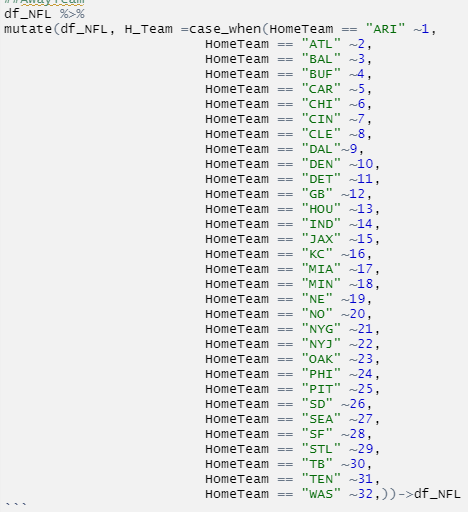 ##AwayTeam
df_NFL %>%
mutate(df_NFL, H_Team =case_when(HomeTeam == "ARI" ~1,
HomeTeam == "ATL" ~2,
HomeTeam == "BAL" ~3,
HomeTeam == "BUF" ~4,
HomeTeam == "CAR" ~5,
HomeTeam == "CHI" ~6,
HomeTeam == "CIN" ~7,
HomeTeam == "CLE" ~8,
HomeTeam == "DAL"~9,
HomeTeam == "DEN" ~10,
HomeTeam == "DET" ~11,
HomeTeam == "GB" ~12,
HomeTeam == "HOU" ~13,
HomeTeam == "IND" ~14,
HomeTeam == "JAX" ~15,
HomeTeam == "KC" ~16,
HomeTeam == "MIA" ~17,
HomeTeam == "MIN" ~18,
HomeTeam == "NE" ~19,
HomeTeam == "NO" ~20,
HomeTeam == "NYG" ~21,
HomeTeam == "NYJ" ~22,
HomeTeam == "OAK" ~23,
HomeTeam == "PHI" ~24,
HomeTeam == "PIT" ~25,
HomeTeam == "SD" ~26,
HomeTeam == "SEA" ~27,
HomeTeam == "SF" ~28,
HomeTeam == "STL" ~29,
HomeTeam == "TB" ~30,
HomeTeam == "TEN" ~31,
HomeTeam == "WAS" ~32,))->df_NFL
```